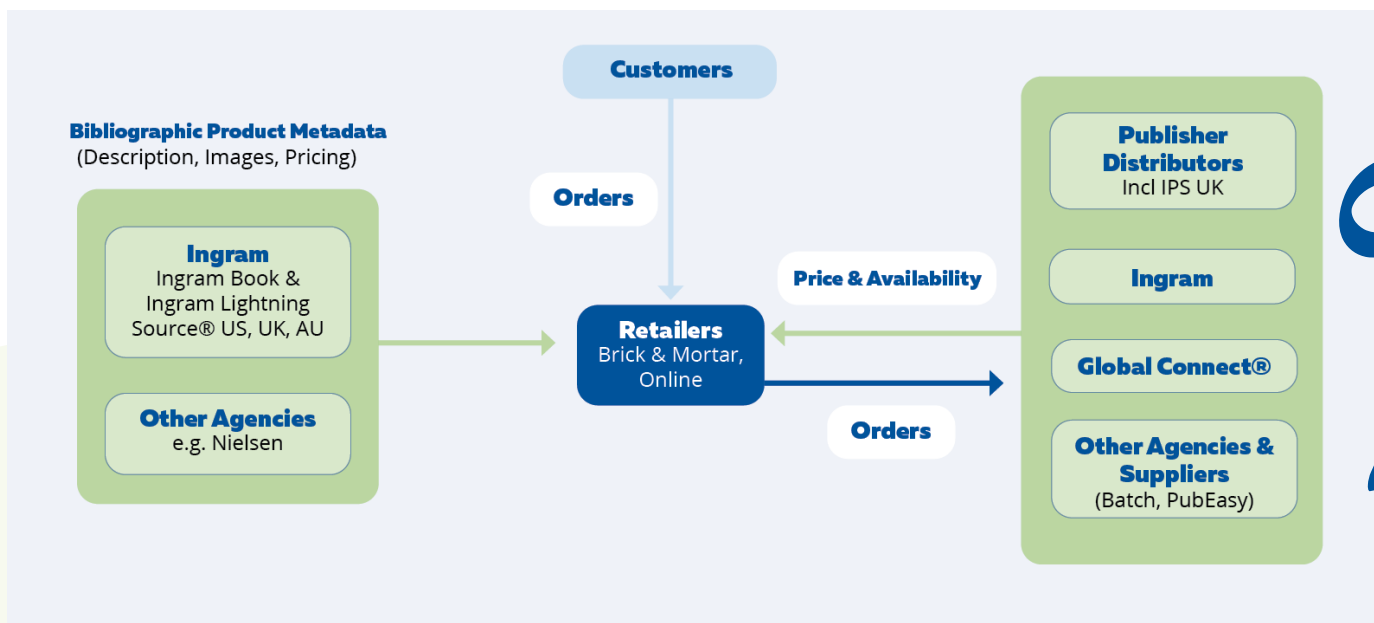 Customers
Bibliographic Product Metadata
(Description, Images, Pricing)
Orders
Ingram
Ingram Book &
Ingram Lightning
Source® US, UK, AU
Other Agencies
e.g. Nielsen
Retailers
Brick & Mortar,
Online
Price & Availability
Orders
Publisher
Distributors
Incl IPS UK
Ingram
Global Connect®
Other Agencies &
Suppliers
(Batch, PubEasy)